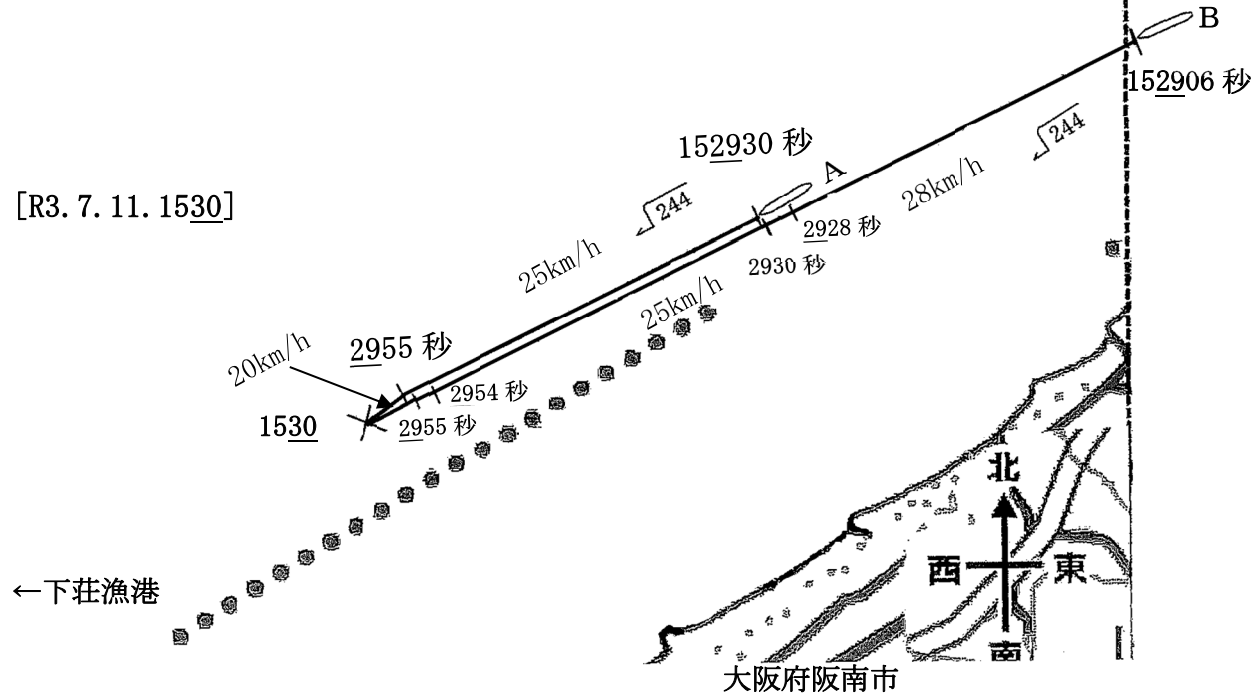 B
152906 秒
244
152930 秒
A
244
28km/h
[R3.7.11.1530]
2928 秒
2930 秒
25km/h
25km/h
20km/h
2955 秒
2954 秒
2955 秒
1530
北
西 東
南
←下荘漁港
大阪府阪南市